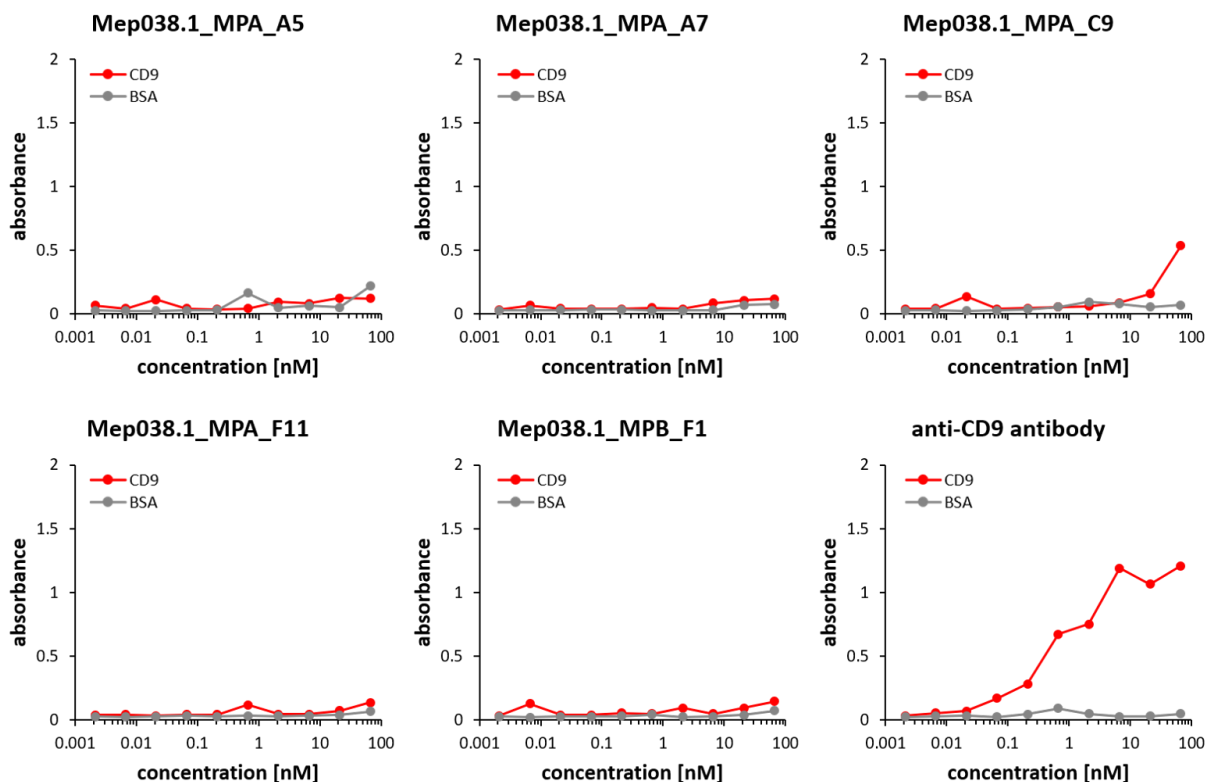 Mep038.1_MPA_A5
2
1.5
1
0.5
0
absorbance
CD9
BSA
0.001 0.01 0.1 1 10 100
concentration [nM]
Mep038.1_MPA_A7
2
1.5
1
0.5
0
absorbance
CD9
BSA
0.001 0.01 0.1 1 10 100
concentration [nM]
Mep038.1_MPA_C9
2
1.5
1
0.5
0
absorbance
CD9
BSA
0.001 0.01 0.1 1 10 100
concentration [nM]
Mep038.1_MPA_F11
2
1.5
1
0.5
0
absorbance
CD9
BSA
0.001 0.01 0.1 1 10 100
concentration [nM]
Mep038.1_MPB_F1
2
1.5
1
0.5
0
absorbance
CD9
BSA
0.001 0.01 0.1 1 10 100
concentration [nM]
anti-CD9 antibody
2
1.5
1
0.5
0
absorbance
CD9
BSA
0.001 0.01 0.1 1 10 100
concentration [nM]